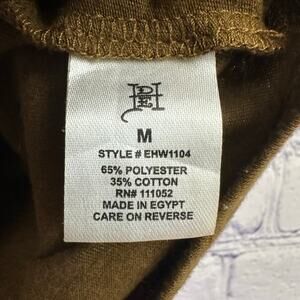 M
STYLE # EHW1104
65% POLYESTER
35% COTTON
RN# 111052
MADE IN EGYPT
CARE ON REVERSE